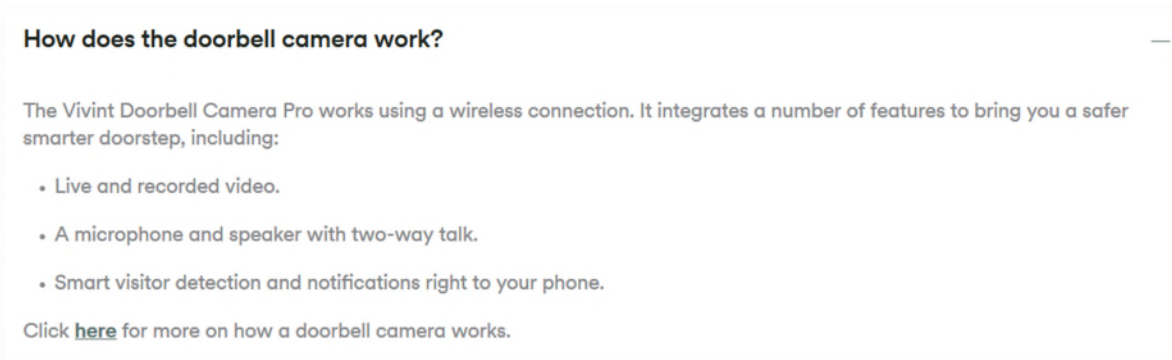 How does the doorbell camera work?
The Vivint Doorbell Camera Pro works using a wireless connection. It integrates a number of features to bring you a safer
smarter doorstep, including:
• Live and recorded video.
• A microphone and speaker with two-way talk.
• Smart visitor detection and notifications right to your phone.
Click here for more on how a doorbell camera works.